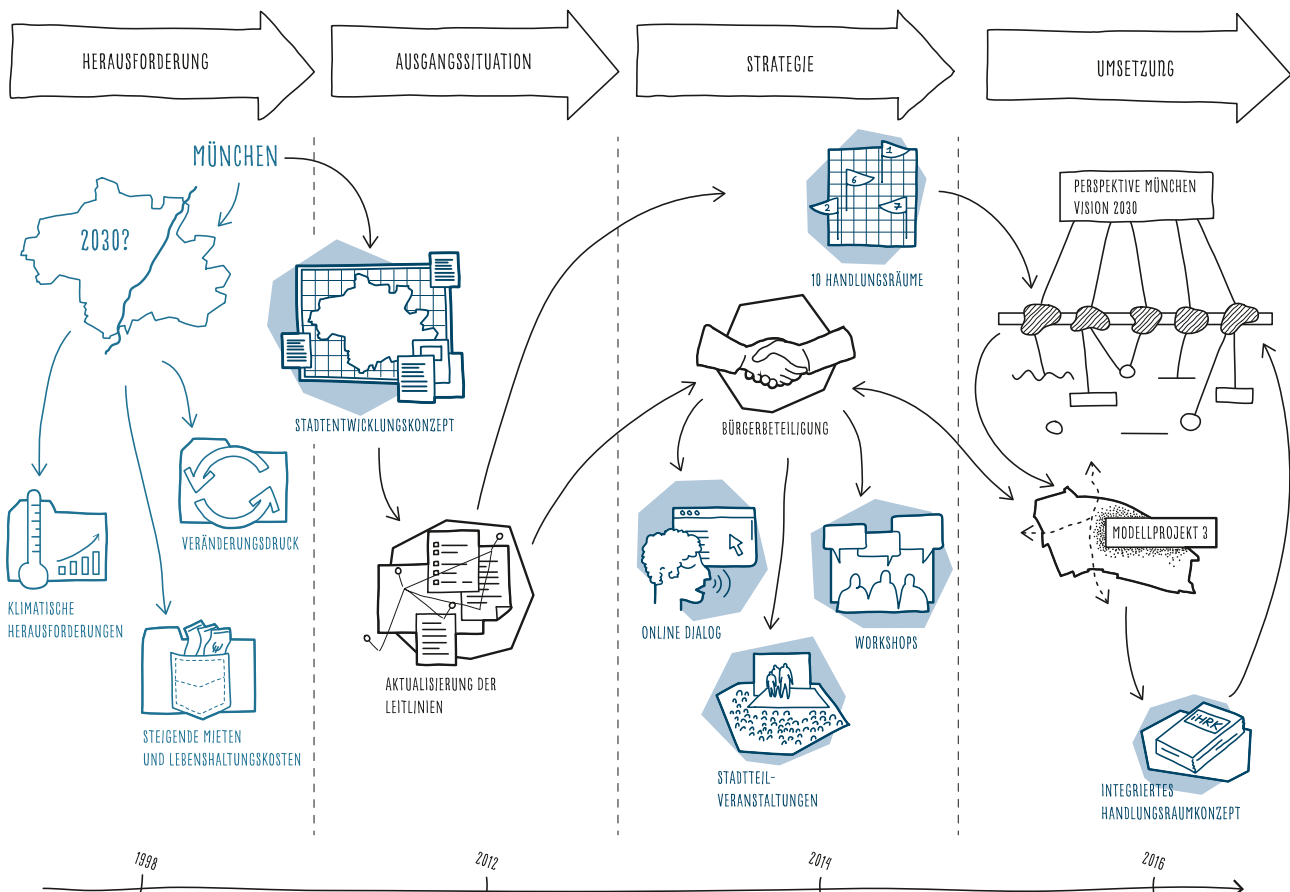 HERAUSFORDERUNG
AUSGANGSSITUATION
STRATEGIE
UMSETZUNG
MÜNCHEN
2030?
KLIMATISCHE
HERAUSFORDERUNGEN
VERÄNDERUNGSDRUCK
STEIGENDE MIETEN
UND LEBENSHALTUNGSKOSTEN
STADTENTWICKLUNGSKONZEPT
AKTUALISIERUNG DER
LEITLINIEN
1
6
2
7
10 HANDLUNGSRÄUME
BÜRGERBETEILIGUNG
ONLINE DIALOG
WORKSHOPS
STADTTEIL-
VERANSTALTUNGEN
PERSPEKTIVE MÜNCHEN
VISION 2030
MODELLPROJEKT 3
iHRK
INTEGRIERTES
HANDLUNGSRAUMKONZEPT
1998
2012
2014
2016